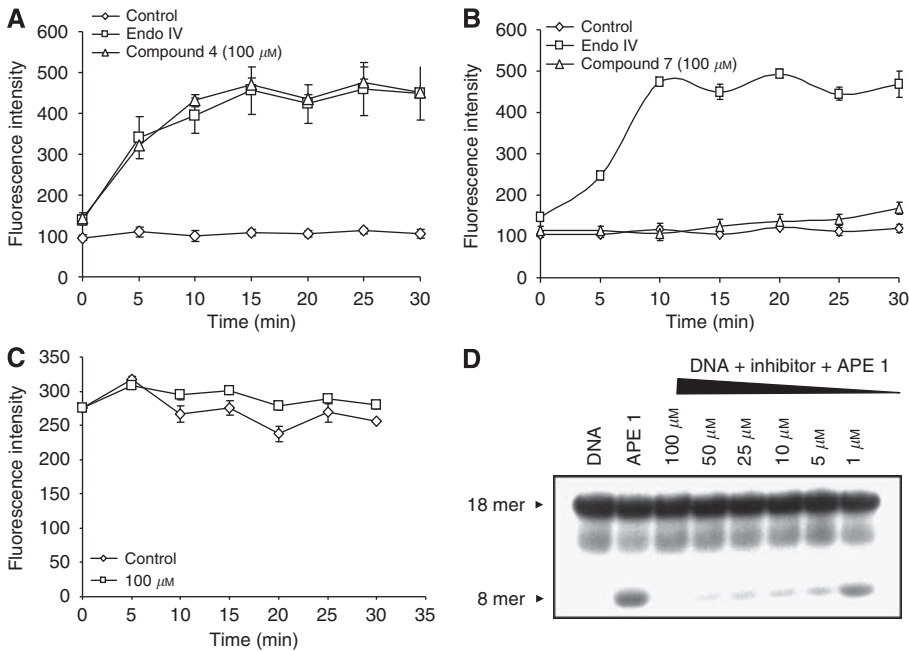 A
Control
Endo IV
Compound 4 (100 μM)
Fluorescence intensity
600
500
400
300
200
100
0
0 5 10 15 20 25 30
Time (min)
B
Control
Endo IV
Compound 7 (100 μM)
Fluorescence intensity
600
500
400
300
200
100
0
0 5 10 15 20 25 30
Time (min)
C
Fluorescence intensity
350
300
250
200
150
100
50
0
Control
100 μM
0 5 10 15 20 25 30 35
Time (min)
D
DNA + inhibitor + APE 1
DNA
APE 1
100 μM
50 μM
25 μM
10 μM
5 μM
1 μM
18 mer
8 mer